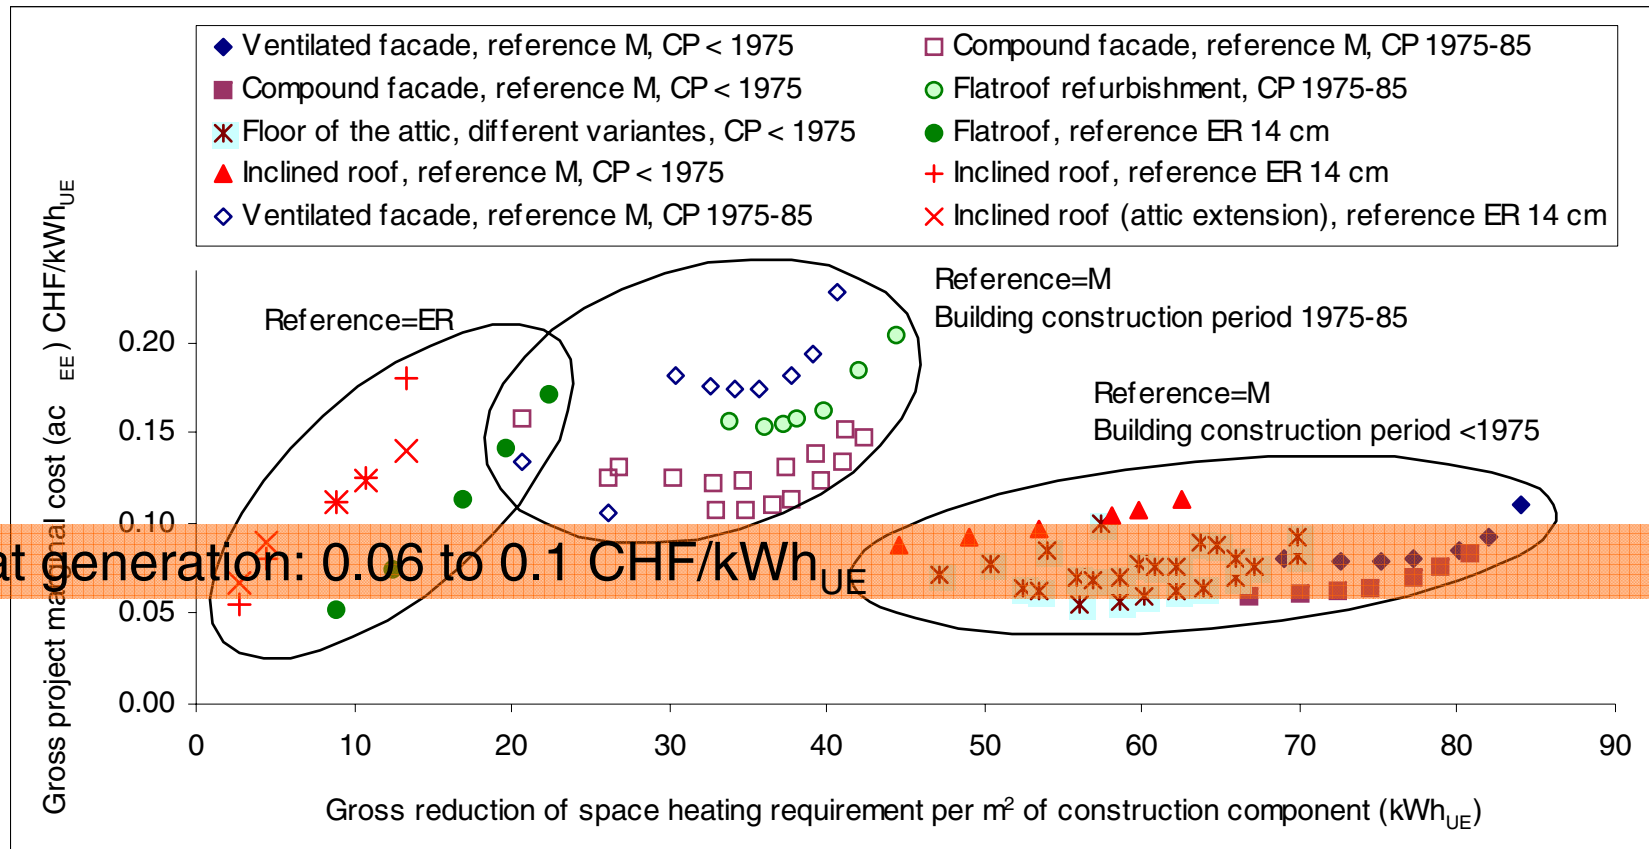 Ventilated facade, reference M, CP < 1975
Compound facade, reference M, CP < 1975
Floor of the attic, different variantes, CP < 1975
Inclined roof, reference M, CP < 1975
Ventilated facade, reference M, CP 1975-85
Compound facade, reference M, CP 1975-85
Flatroof refurbishment, CP 1975-85
Flatroof, reference ER 14 cm
Inclined roof, reference ER 14 cm
Inclined roof (attic extension), reference ER 14 cm
Gross project marginal cost (ac EE ) CHF/kWhUE
0.20
0.15
0.10
0.05
0.00
Reference=ER
Reference=M
Building construction period 1975-85
Reference=M
Building construction period <1975
at generation: 0.06 to 0.1 CHF/kWhUE
0 10 20 30 40 50 60 70 80 90
Gross reduction of space heating requirement per m² of construction component (kWhUE)